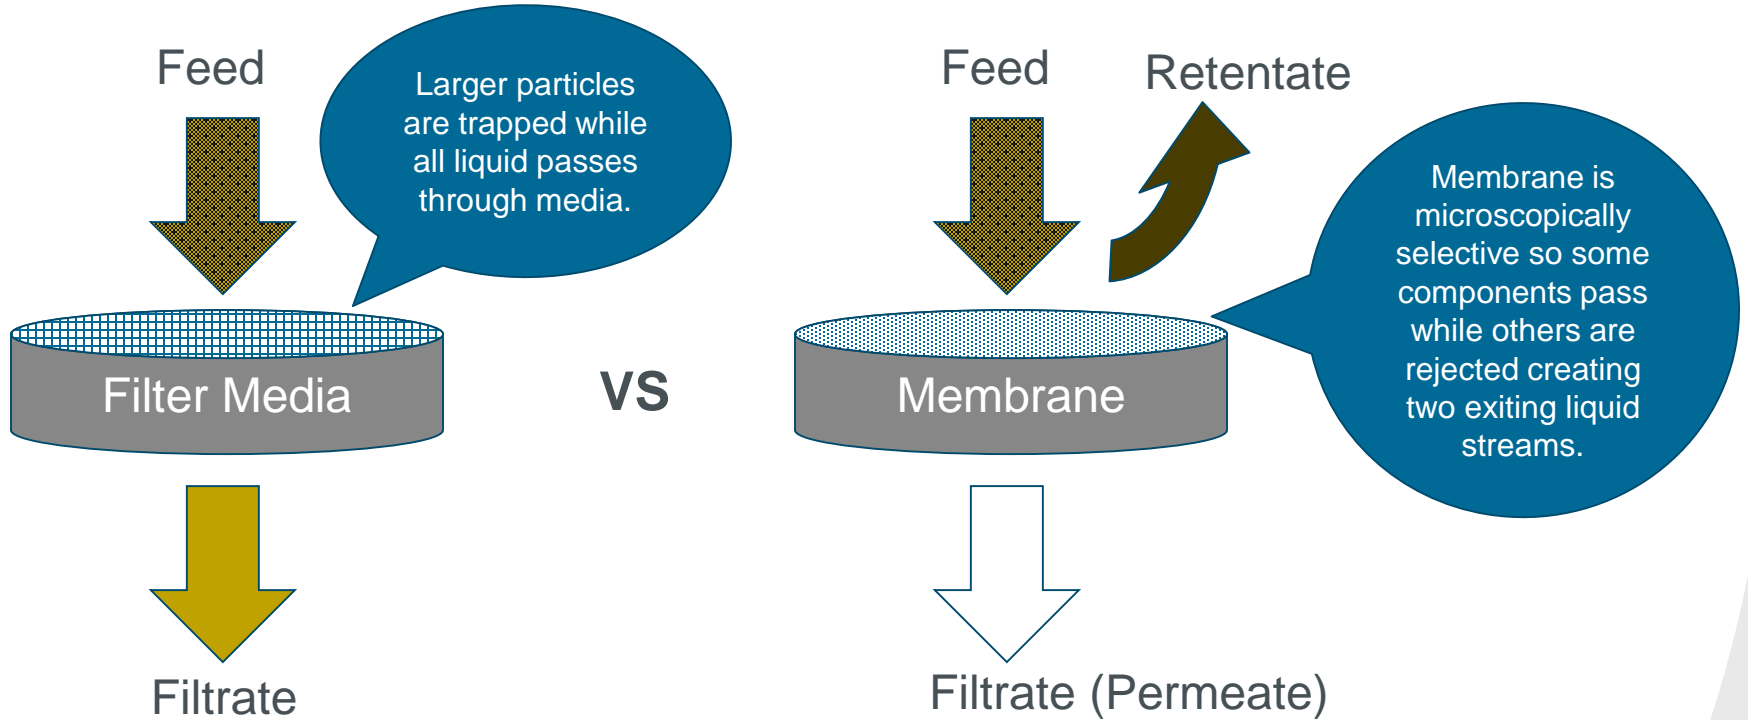 Feed
Larger particles
are trapped while
all liquid passes
through media.
Filter Media
Filtrate
VS
Feed
Retentate
Membrane is
microscopically
selective so some
components pass
while others are
rejected creating
two exiting liquid
streams.
Membrane
Filtrate (Permeate)